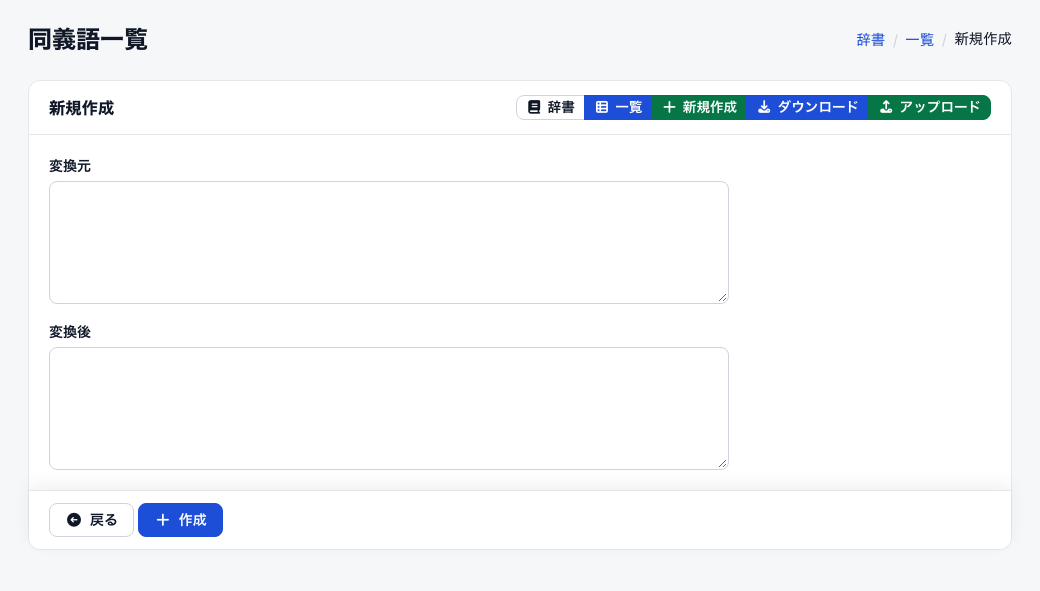 同義語一覧
辞書 / 一覧 / 新規作成
新規作成
辞書 一覧 新規作成 ダウンロード アップロード
変換元
変換後
戻る 作成